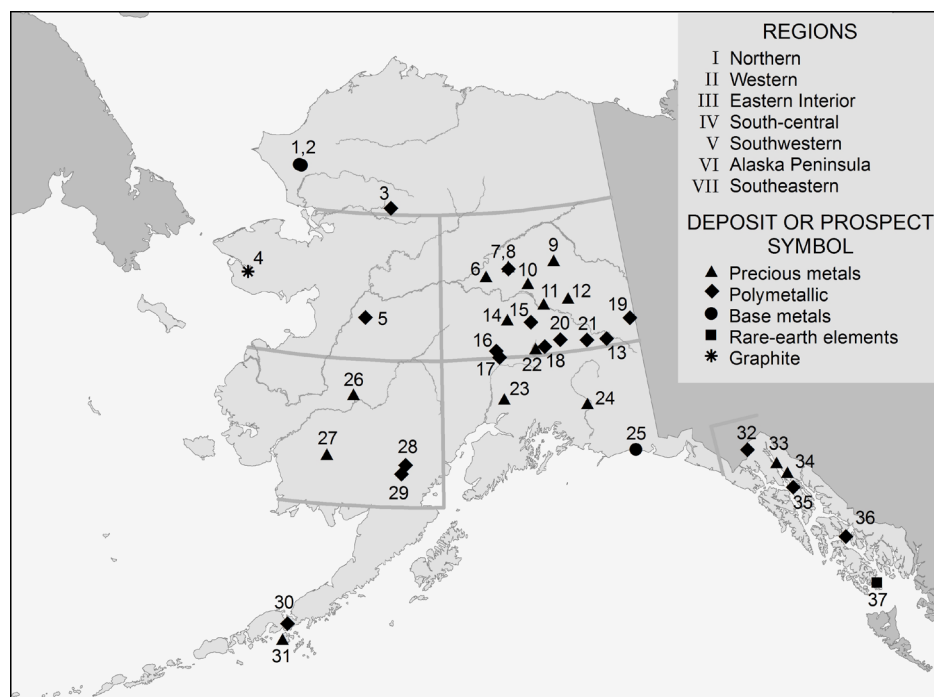 REGIONS
I Northern
II Western
III Eastern Interior
IV South-central
V Southwestern
VI Alaska Peninsula
VII Southeastern
DEPOSIT OR PROSPECT
SYMBOL
Precious metals
Polymetallic
Base metals
Rare-earth elements
Graphite
1,2
3
4
5
6
7,8
9
10
11
12
14
15
19
16
20
21
13
17
22
18
23
24
26
27
28
29
25
32
33
34
35
36
37
30
31